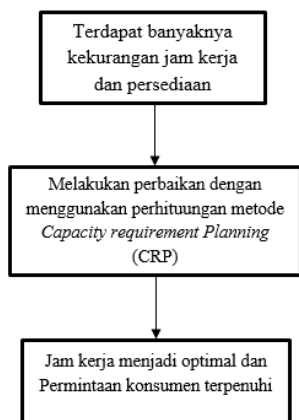 Terdapat banyaknya
kekurangan jam kerja
dan persediaan
Melakukan perbaikan dengan
menggunakan perhituungan metode
Capacity requirement Planning
(CRP)
Jam kerja menjadi optimal dan
Permintaan konsumen terpenuhi